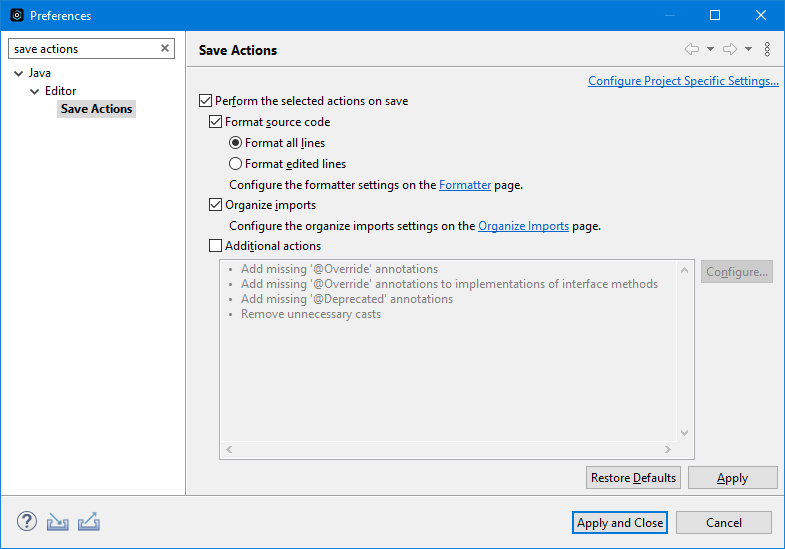 Preferences
save actions
Java
Editor
Save Actions
Save Actions
Configure Project Specific Settings...
Perform the selected actions on save
Format source code
Format all lines
Format edited lines
Configure the formatter settings on the Formatter page.
Organize imports
Configure the organize imports settings on the Organize Imports page.
Additional actions
• Add missing '@Override' annotations
• Add missing '@Override' annotations to implementations of interface methods
• Add missing '@Deprecated' annotations
• Remove unnecessary casts
Configure...
Restore Defaults
Apply
Apply and Close
Cancel